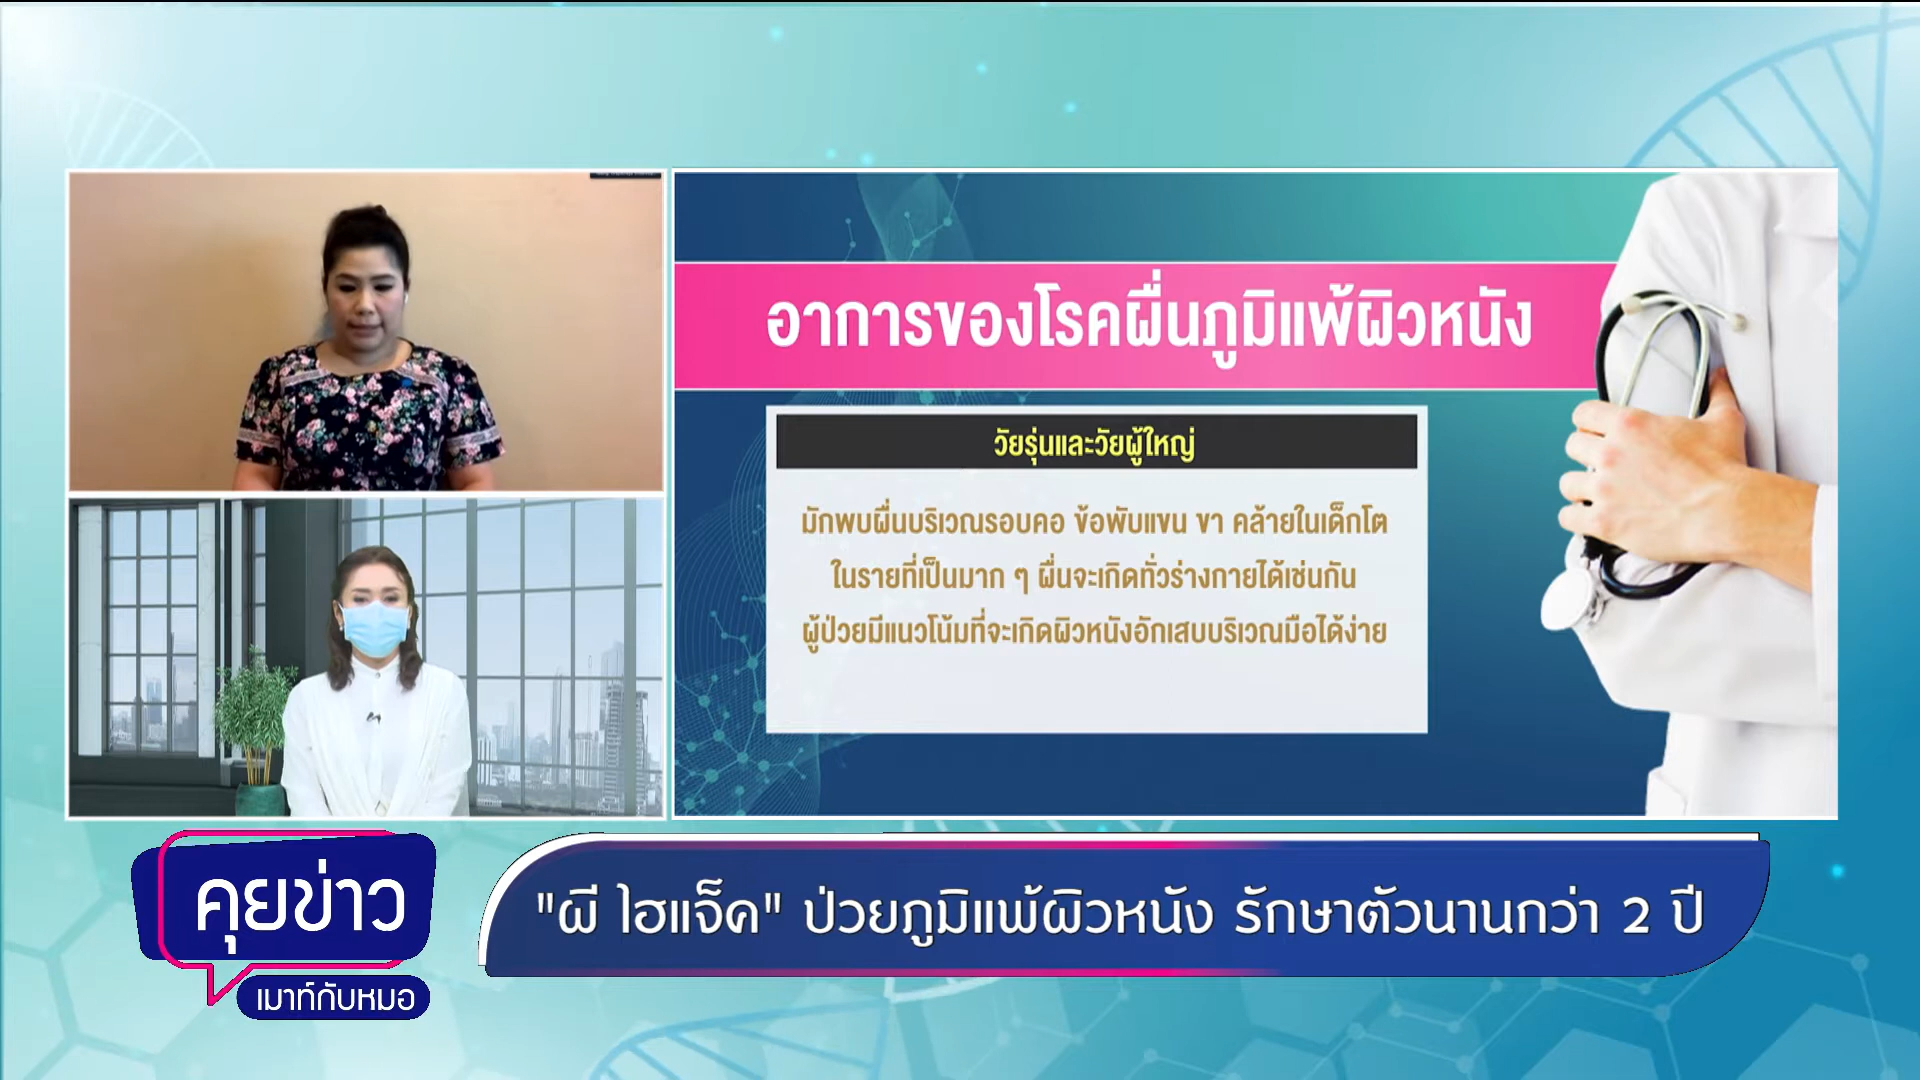 อาการของโรคผื่นภูมิแพ้ผิวหนัง
วัยรุ่นและวัยผู้ใหญ่
มักพบผื่นบริเวณรอบคอ ข้อพับแขน ขา คล้ายในเด็กโต
ในรายที่เป็นมาก ๆ ผื่นจะเกิดทั่วร่างกายได้เช่นกัน
ผู้ป่วยมีแนวโน้มที่จะเกิดผิวหนังอักเสบบริเวณมือได้ง่าย
คุยข่าว
เมาท์กับหมอ
"ผี ไฮแจ็ค" ป่วยภูมิแพ้ผิวหนัง รักษาตัวนานกว่า 2 ปี